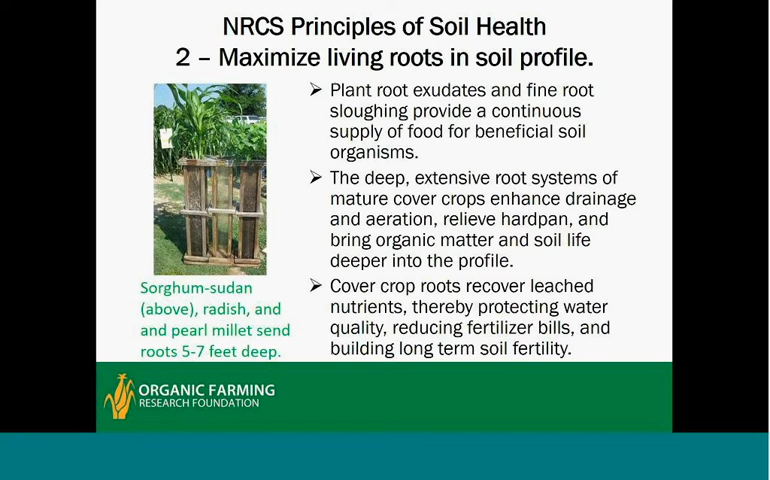 NRCS Principles of Soil Health
2 – Maximize living roots in soil profile.
➢ Plant root exudates and fine root
sloughing provide a continuous
supply of food for beneficial soil
organisms.
➢ The deep, extensive root systems of
mature cover crops enhance drainage
and aeration, relieve hardpan, and
bring organic matter and soil life
deeper into the profile.
➢ Cover crop roots recover leached
nutrients, thereby protecting water
quality, reducing fertilizer bills, and
building long term soil fertility.
Sorghum-sudan
(above), radish, and
and pearl millet send
roots 5-7 feet deep.
ORGANIC FARMING
RESEARCH FOUNDATION